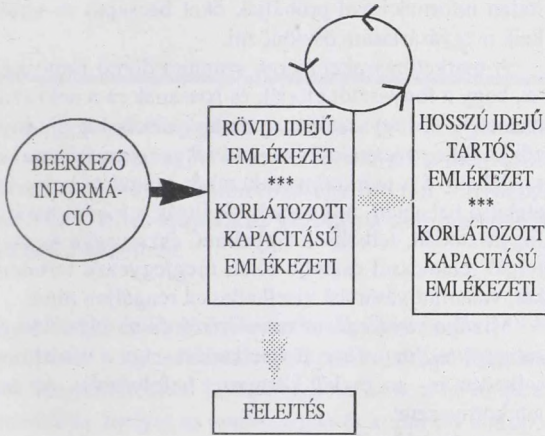 BEÉRKEZŐ
INFORMÁ-
CIÓ
RÖVID IDEJŰ
EMLÉKEZET
***
KORLÁTOZOTT
KAPACITÁSÚ
EMLÉKEZETI
HOSSZÚ IDEJŰ
TARTÓS
EMLÉKEZET
***
KORLÁTOZOTT
KAPACITÁSÚ
EMLÉKEZETI
FELEJTÉS